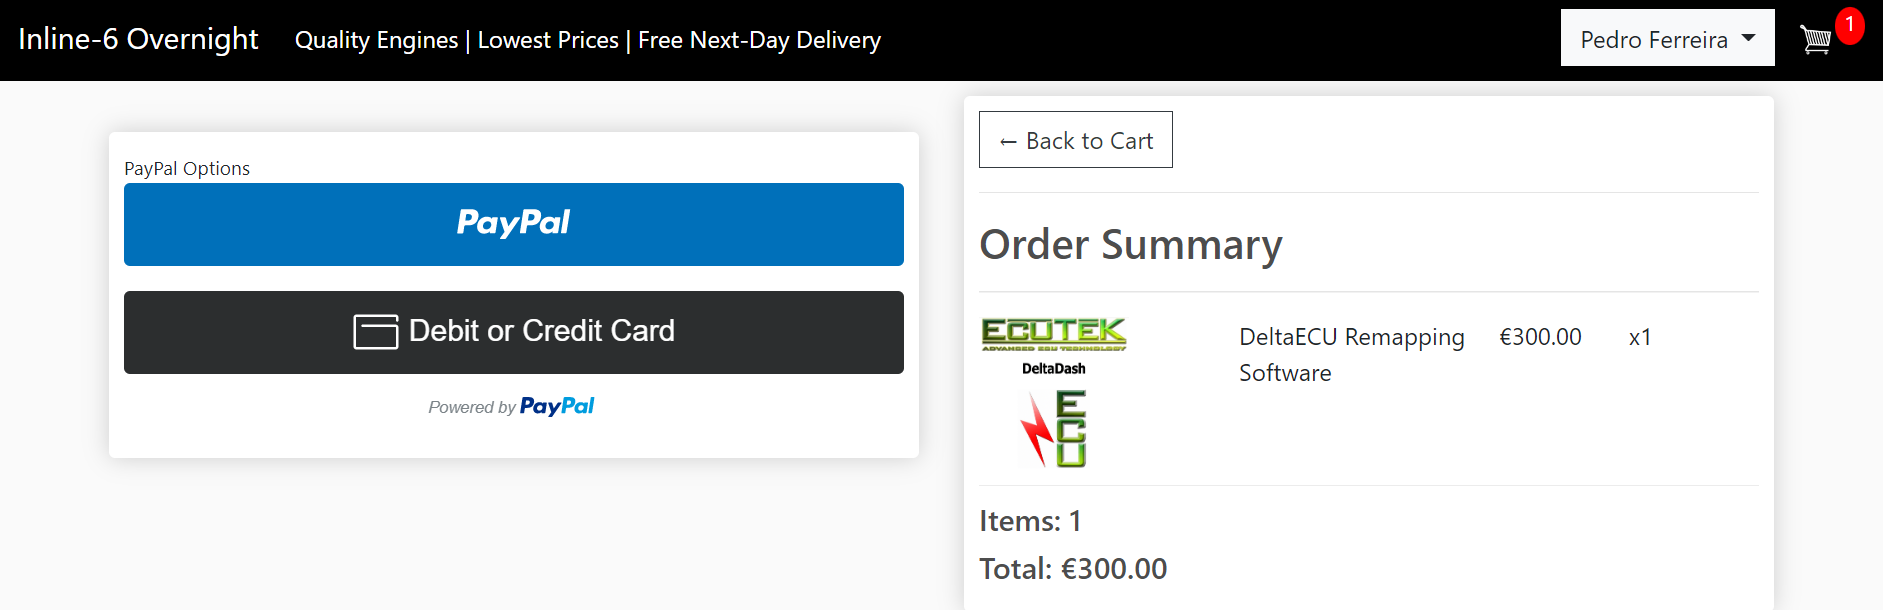 Inline-6 Overnight Quality Engines | Lowest Prices | Free Next-Day Delivery Pedro Ferreira 1
PayPal Options
PayPal
Debit or Credit Card
Powered by PayPal
← Back to Cart
Order Summary
ECUTEK
ADVANCED ECU TECHNOLOGY
DeltaDash
ECU
DeltaECU Remapping €300.00 x1
Software
Items: 1
Total: €300.00